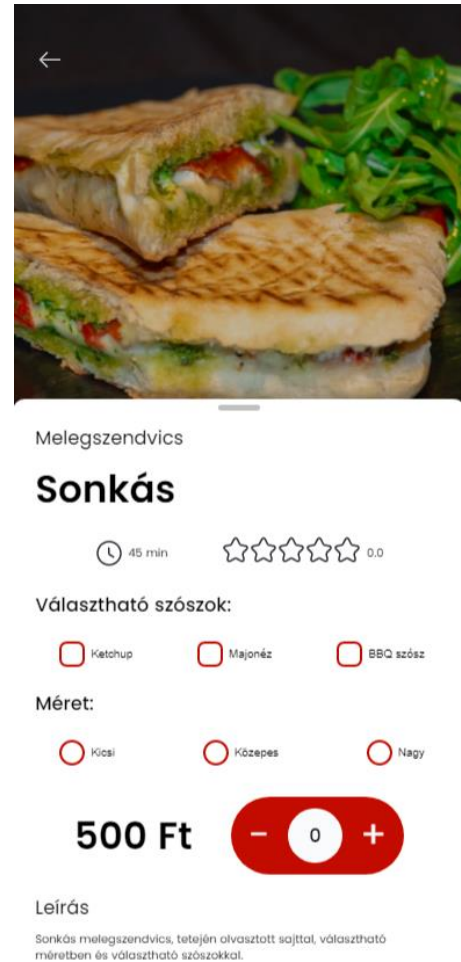 Melegszendvics
Sonkás
45 min 0.0
Választható szószok:
Ketchup Majonéz BBQ szósz
Méret:
Kicsi Közepes Nagy
500 Ft − 0 +
Leírás
Sonkás melegszendvics, tetején olvasztott sajttal, választható
méretben és választható szószokkal.